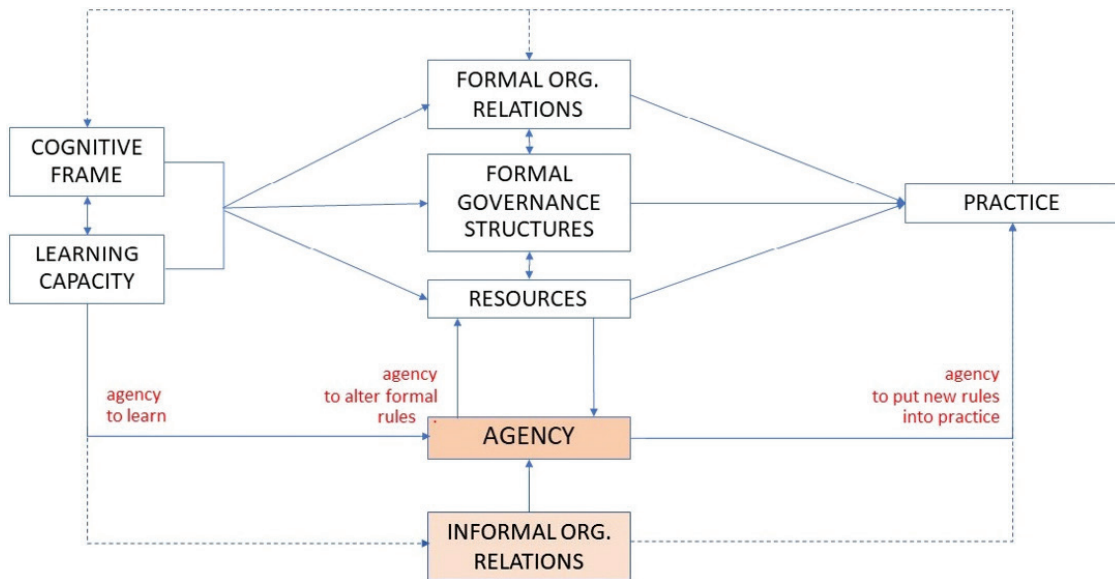 FORMAL ORG.
RELATIONS
COGNITIVE
FRAME
FORMAL
GOVERNANCE
STRUCTURES
PRACTICE
LEARNING
CAPACITY
RESOURCES
agency
to learn
agency
to alter formal
rules
agency
to put new rules
into practice
AGENCY
INFORMAL ORG.
RELATIONS